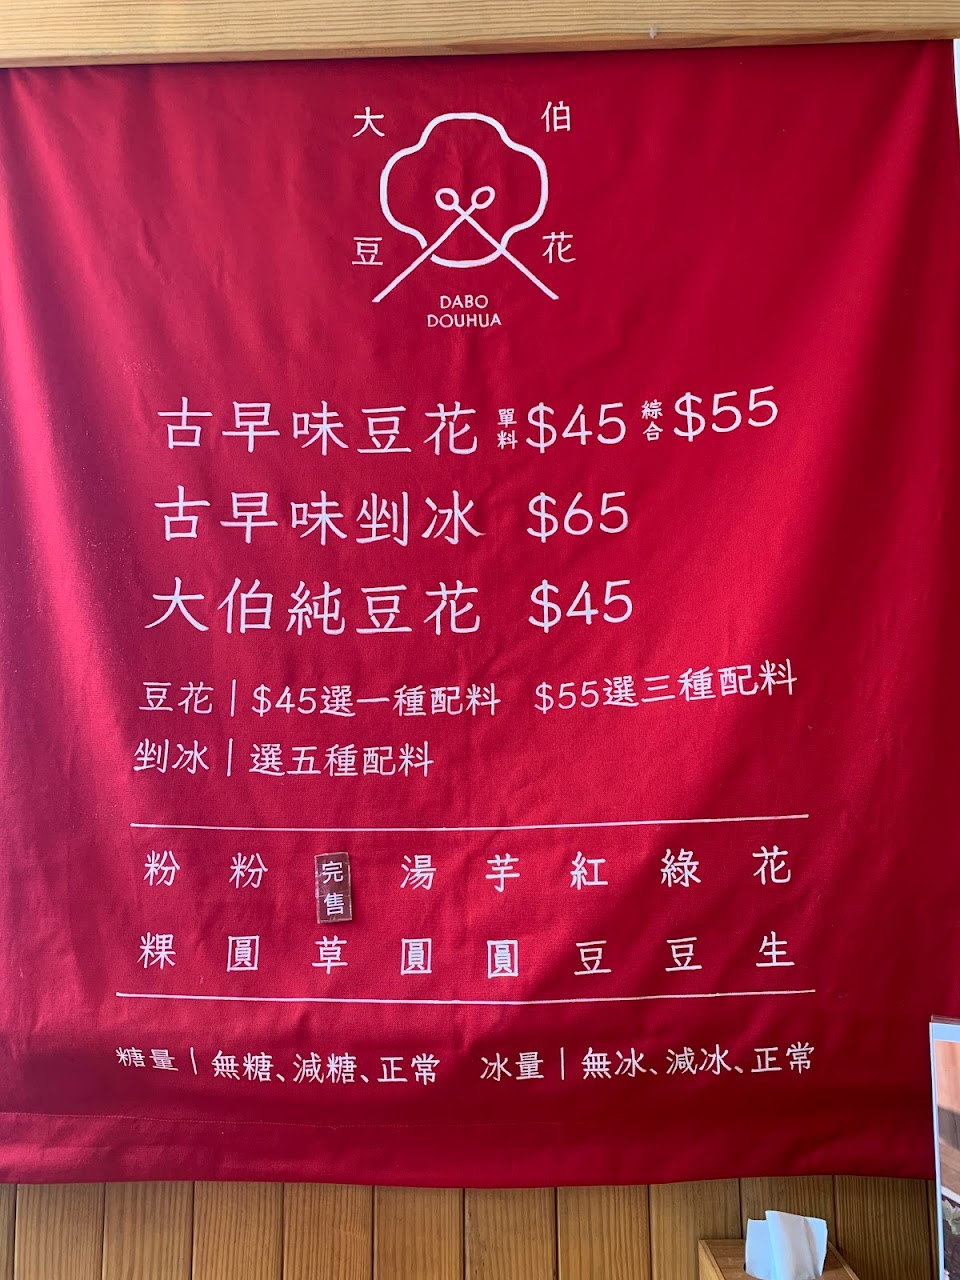 大伯
豆花
DABO
DOUHUA
古早味豆花 單料 $45 綜合 $55
古早味剉冰 $65
大伯純豆花 $45
豆花｜$45選一種配料 $55選三種配料
剉冰｜選五種配料
粉粿
粉圓
完售
草
湯圓
芋圓
紅豆
綠豆
花生
糖量｜無糖、減糖、正常 冰量｜無冰、減冰、正常